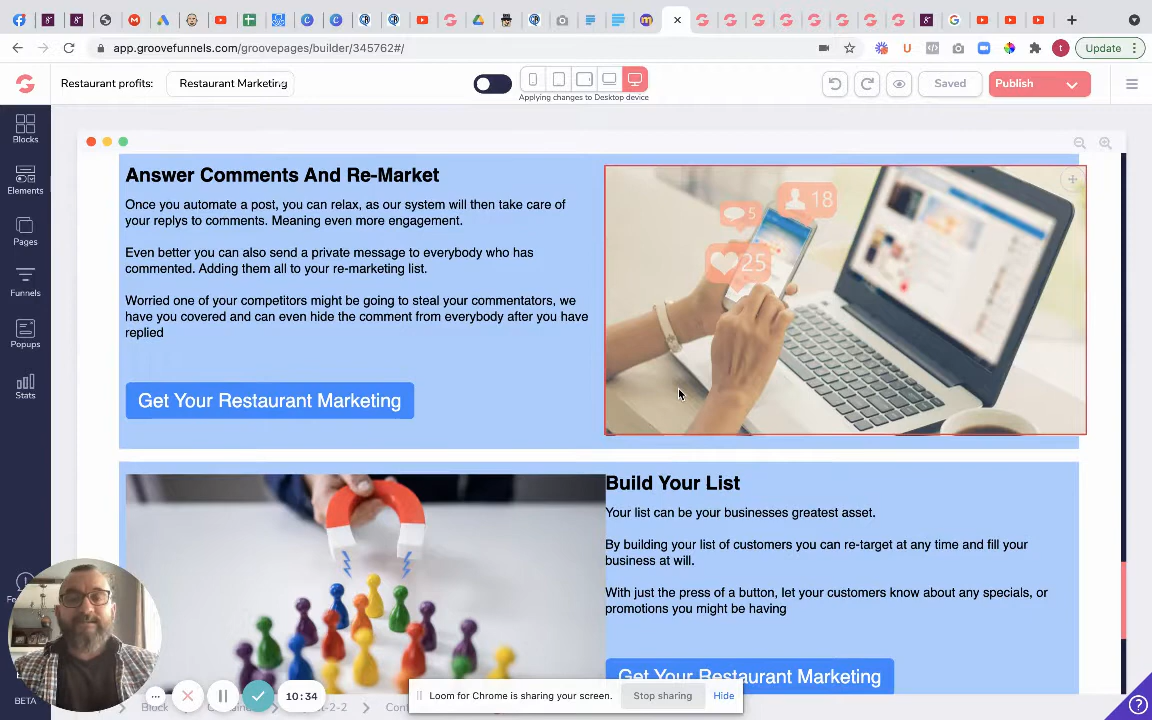 app.groovefunnels.com/groovepages/builder/345762#/
Update
Restaurant profits:
Restaurant Marketing
Applying changes to Desktop device
Saved
Publish
Blocks
Elements
Pages
Funnels
Popups
Stats
BETA
Answer Comments And Re-Market
Once you automate a post, you can relax, as our system will then take care of
your replys to comments. Meaning even more engagement.
Even better you can also send a private message to everybody who has
commented. Adding them all to your re-marketing list.
Worried one of your competitors might be going to steal your commentators, we
have you covered and can even hide the comment from everybody after you have
replied
Get Your Restaurant Marketing
5
18
25
Build Your List
Your list can be your businesses greatest asset.
By building your list of customers you can re-target at any time and fill your
business at will.
With just the press of a button, let your customers know about any specials, or
promotions you might be having
Get Your Restaurant Marketing
10:34
Loom for Chrome is sharing your screen.
Stop sharing
Hide
Block